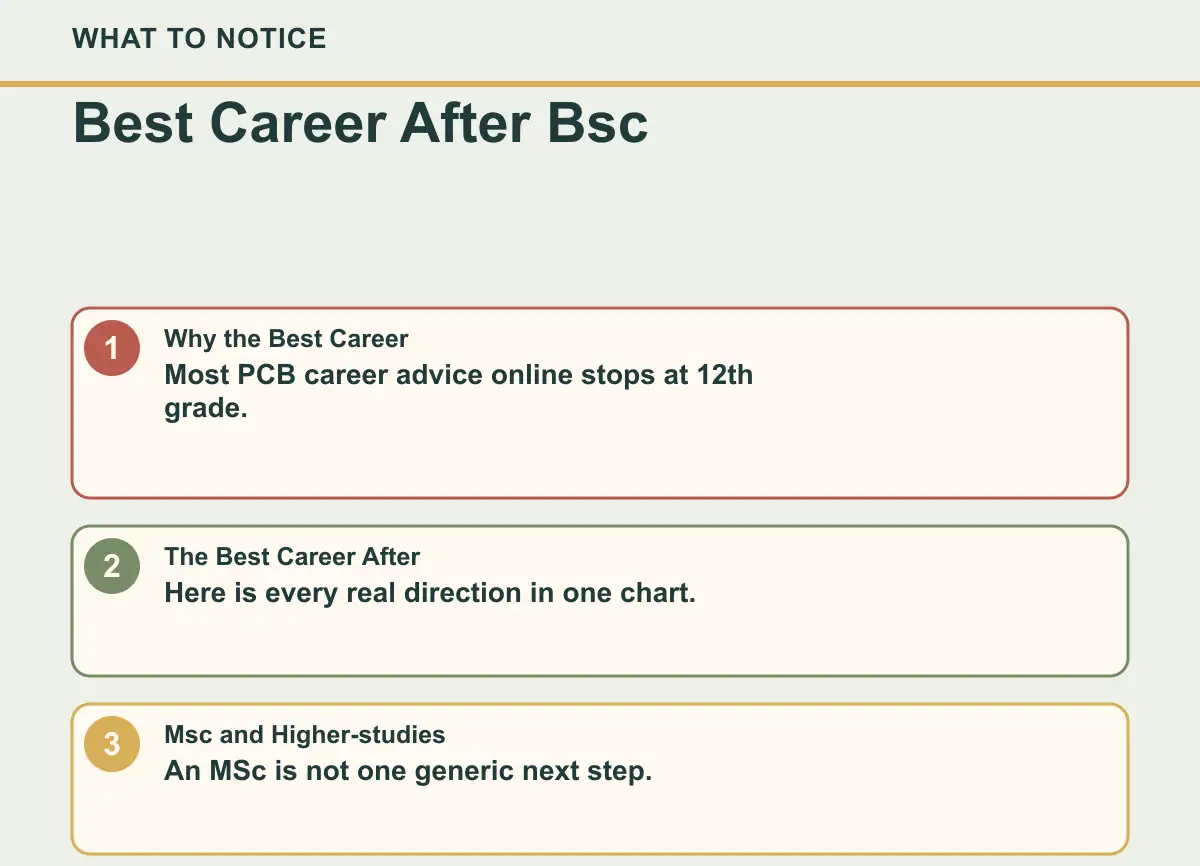 WHAT TO NOTICE
Best Career After Bsc
1
Why the Best Career
Most PCB career advice online stops at 12th
grade.
2
The Best Career After
Here is every real direction in one chart.
3
Msc and Higher-studies
An MSc is not one generic next step.